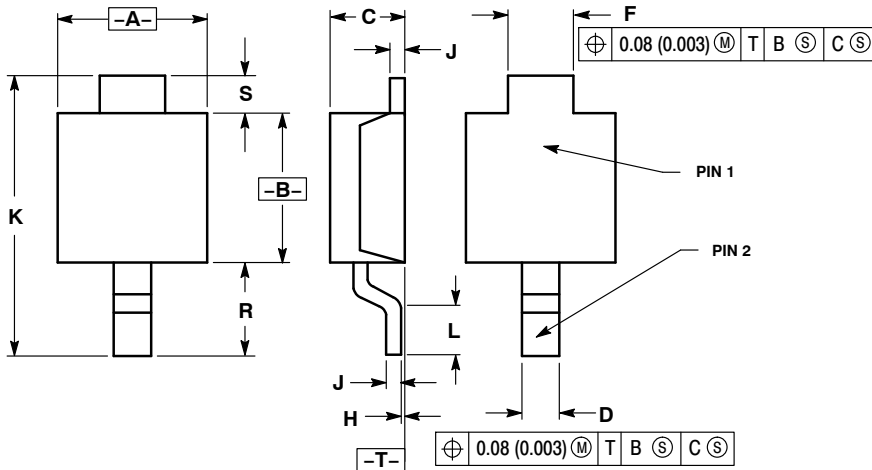 –A–
C
F
⌖ 0.08 (0.003) Ⓜ T B Ⓢ C Ⓢ
J
S
–B–
PIN 1
K
PIN 2
R
L
J
H
D
–T–
⌖ 0.08 (0.003) Ⓜ T B Ⓢ C Ⓢ